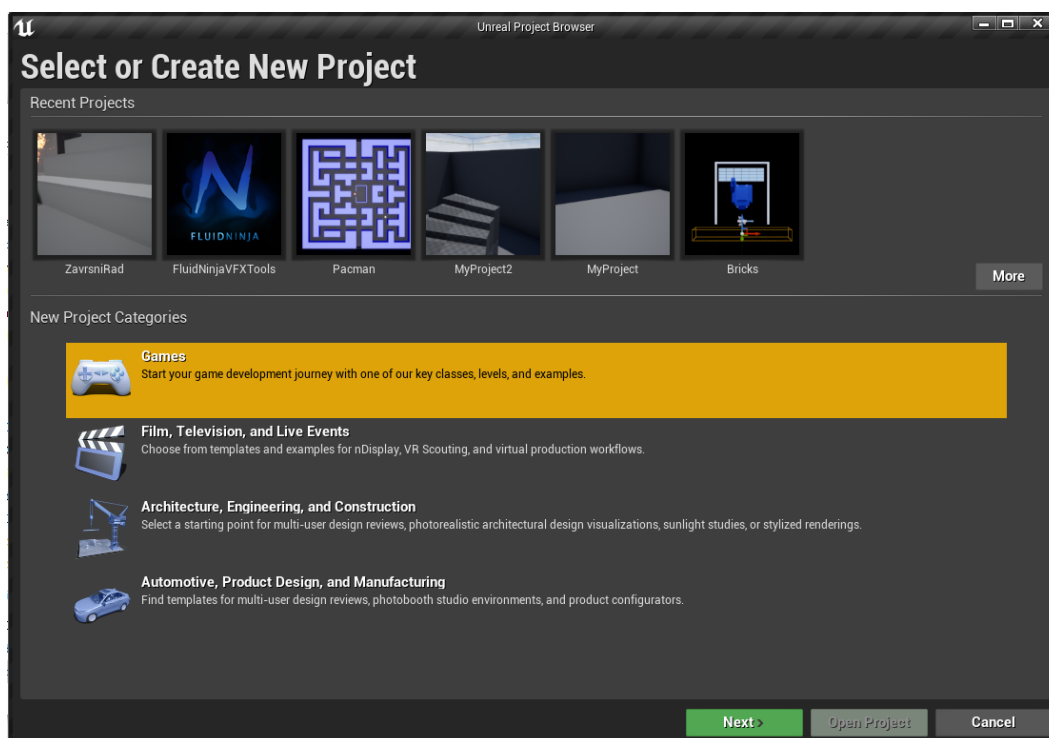 Unreal Project Browser
Select or Create New Project
Recent Projects
FLUIDNINJA
ZavrsniRad
FluidNinjaVFXTools
Pacman
MyProject2
MyProject
Bricks
More
New Project Categories
Games
Start your game development journey with one of our key classes, levels, and examples.
Film, Television, and Live Events
Choose from templates and examples for nDisplay, VR Scouting, and virtual production workflows.
Architecture, Engineering, and Construction
Select a starting point for multi-user design reviews, photorealistic architectural design visualizations, sunlight studies, or stylized renderings.
Automotive, Product Design, and Manufacturing
Find templates for multi-user design reviews, photobooth studio environments, and product configurators.
Next >
Open Project
Cancel